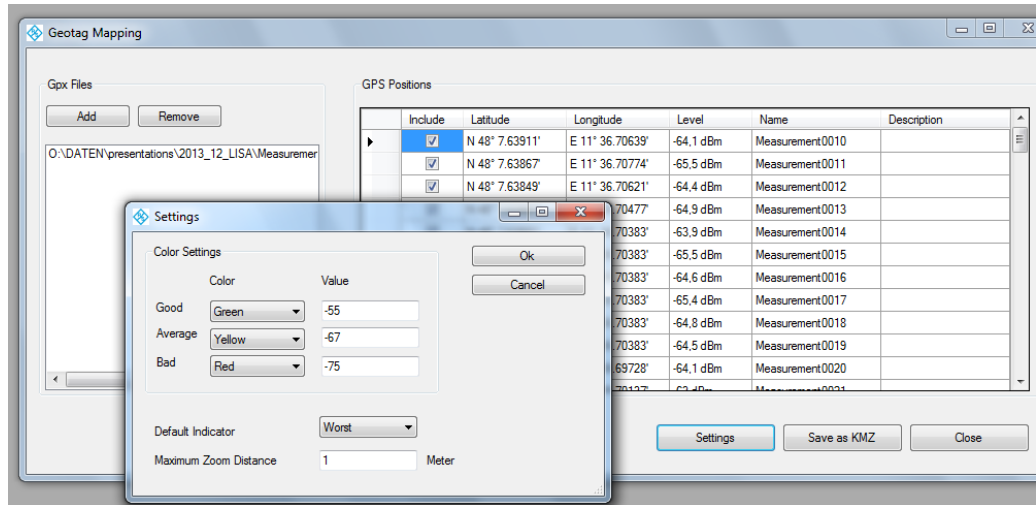 Geotag Mapping
Gpx Files
Add Remove
O:\DATEN\presentations\2013_12_LISA\Measuremer
GPS Positions
Include Latitude Longitude Level Name Description
N 48° 7.63911' E 11° 36.70639' -64,1 dBm Measurement0010
N 48° 7.63867' E 11° 36.70774' -65,5 dBm Measurement0011
N 48° 7.63849' E 11° 36.70621' -64,4 dBm Measurement0012
.70477' -64,9 dBm Measurement0013
.70383' -63,9 dBm Measurement0014
.70383' -65,5 dBm Measurement0015
.70383' -64,6 dBm Measurement0016
.70383' -65,4 dBm Measurement0017
.70383' -64,8 dBm Measurement0018
.70383' -64,5 dBm Measurement0019
.69728' -64,1 dBm Measurement0020
Settings Save as KMZ Close
Settings
Color Settings
Color Value
Good Green -55
Average Yellow -67
Bad Red -75
Ok
Cancel
Default Indicator Worst
Maximum Zoom Distance 1 Meter